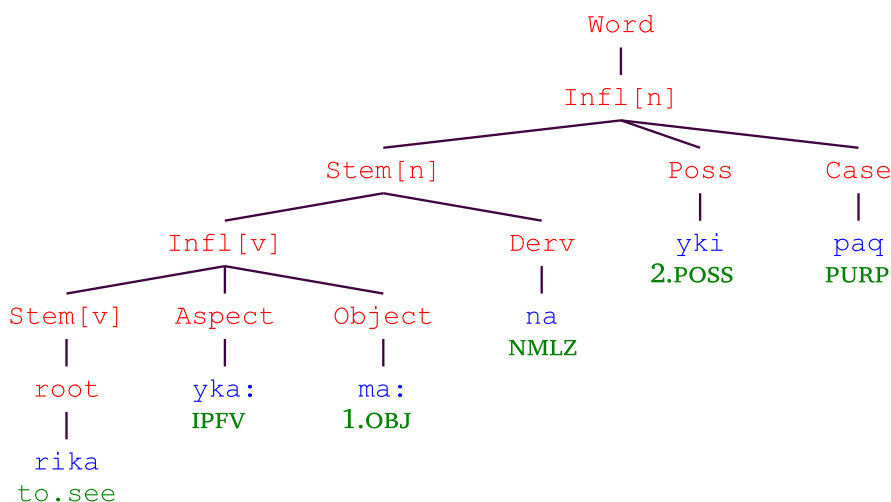 Word
Infl[n]
Stem[n] Poss Case
Infl[v] Derv yki paq
2.POSS PURP
Stem[v] Aspect Object na
NMLZ
root yka: ma:
IPFV 1.OBJ
rika
to.see